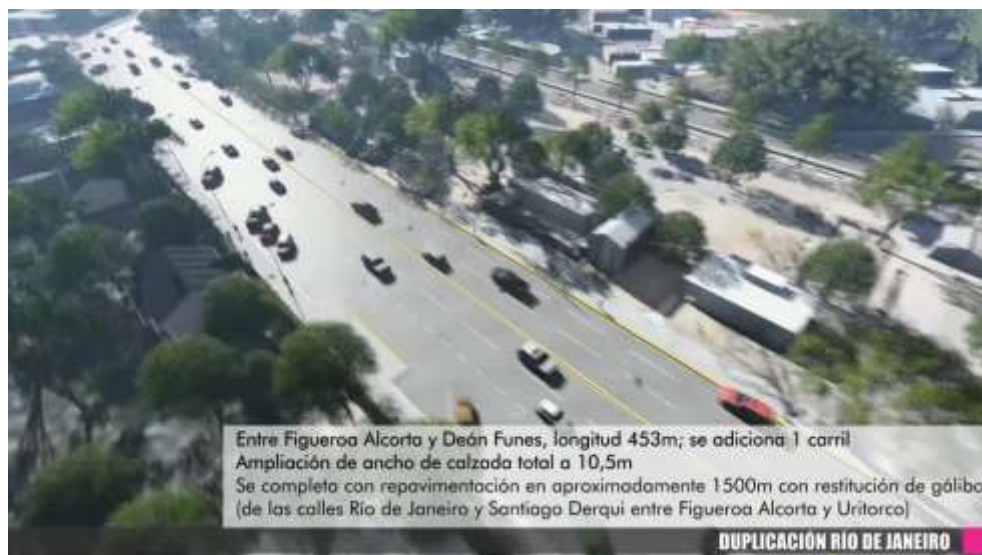 Entre Figueroa Alcorta y Deán Funes, longitud 453m; se adiciona 1 carril
Ampliación de ancho de calzada total a 10,5m
Se completa con repavimentación en aproximadamente 1500m con restitución de gálibo
(de las calles Río de Janeiro y Santiago Derqui entre Figueroa Alcorta y Uritorco)
DUPLICACIÓN RÍO DE JANEIRO